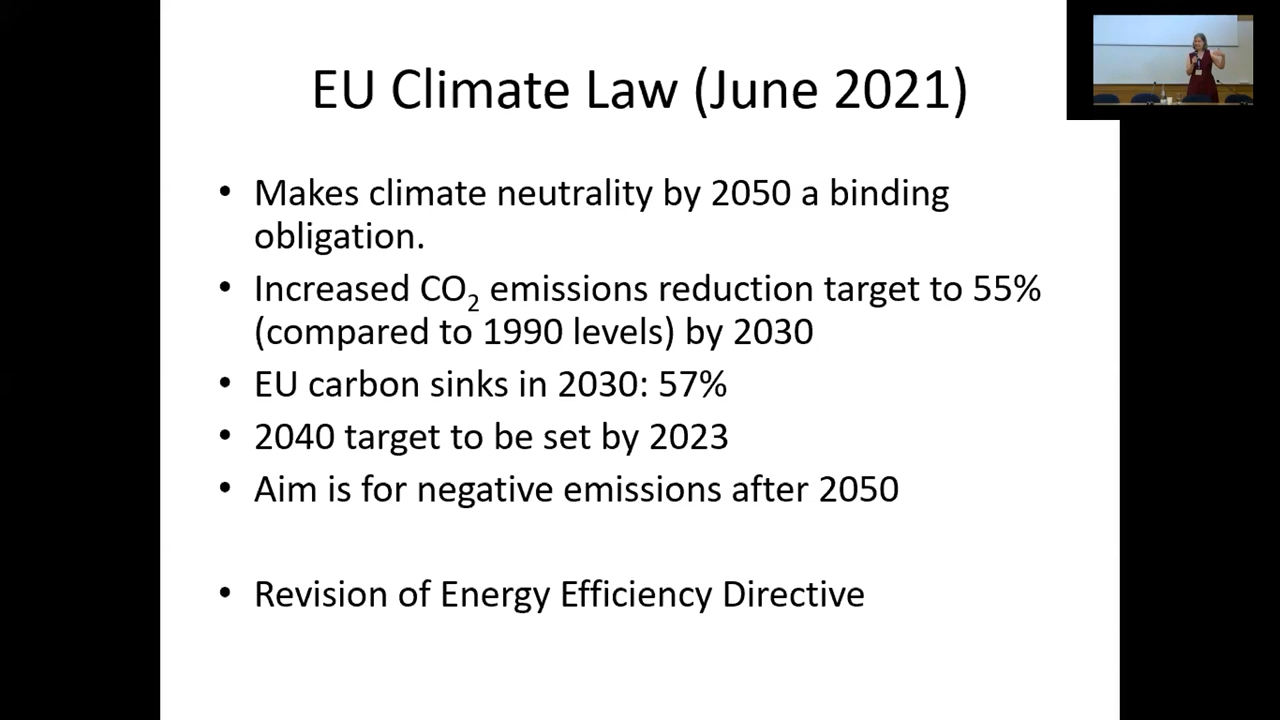 EU Climate Law (June 2021)
• Makes climate neutrality by 2050 a binding
obligation.
• Increased CO₂ emissions reduction target to 55%
(compared to 1990 levels) by 2030
• EU carbon sinks in 2030: 57%
• 2040 target to be set by 2023
• Aim is for negative emissions after 2050
• Revision of Energy Efficiency Directive